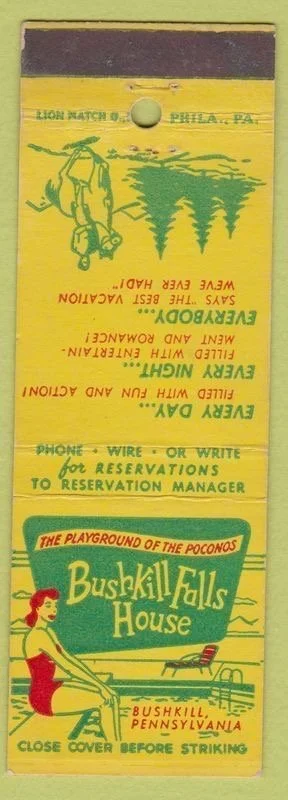 LION MATCH
PHILA., PA.
EVERY DAY...
FILLED WITH FUN AND ACTION!
EVERY NIGHT...
FILLED WITH ENTERTAIN-
MENT AND ROMANCE!
EVERYBODY...
SAYS "THE BEST VACATION
WE'VE EVER HAD!"
PHONE • WIRE • OR WRITE
for RESERVATIONS
TO RESERVATION MANAGER
THE PLAYGROUND OF THE POCONOS
Bushkill Falls
House
BUSHKILL,
PENNSYLVANIA
CLOSE COVER BEFORE STRIKING